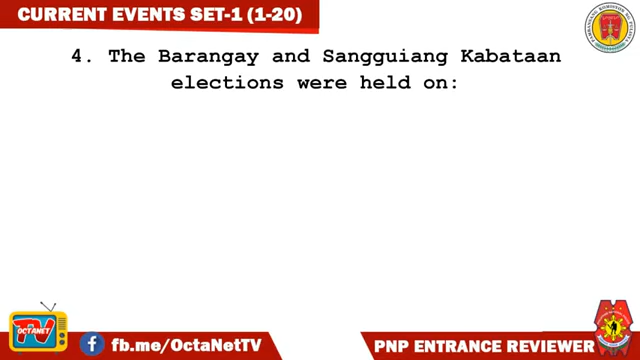 CURRENT EVENTS SET-1 (1-20)
4. The Barangay and Sangguiang Kabataan
elections were held on:
OCTANET
fb.me/OctaNetTV
PNP ENTRANCE REVIEWER